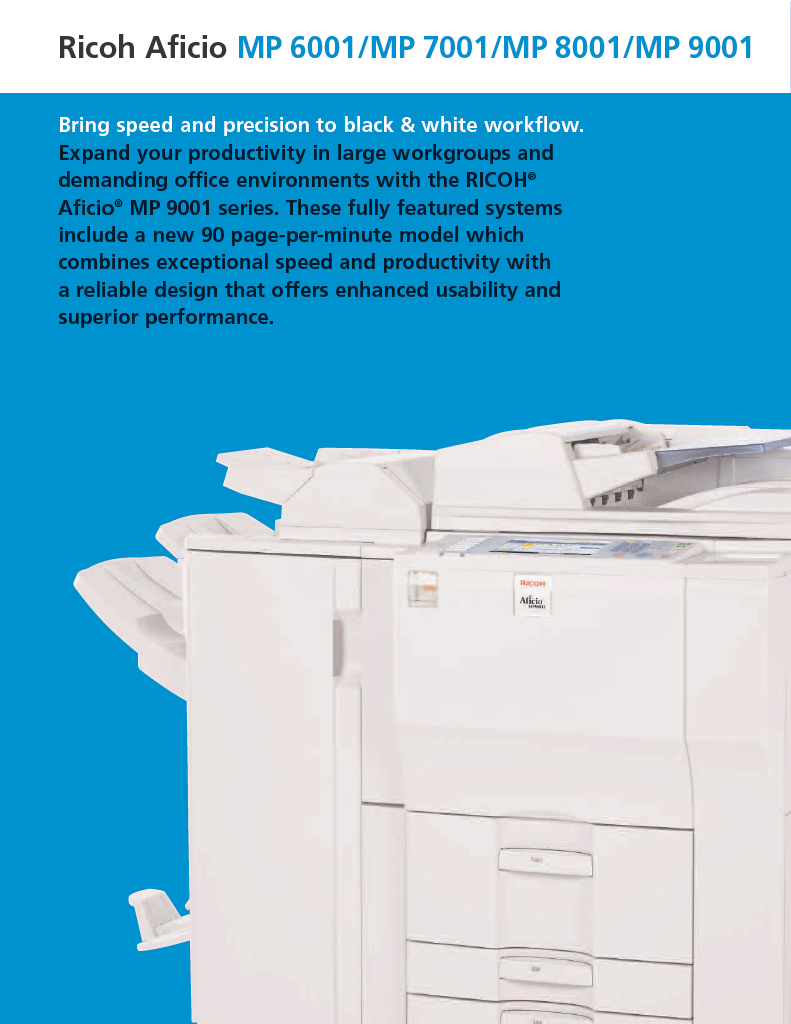 Ricoh Aficio MP 6001/MP 7001/MP 8001/MP 9001
Bring speed and precision to black & white workflow.
Expand your productivity in large workgroups and
demanding office environments with the RICOH®
Aficio® MP 9001 series. These fully featured systems
include a new 90 page-per-minute model which
combines exceptional speed and productivity with
a reliable design that offers enhanced usability and
superior performance.
RICOH
Aficio